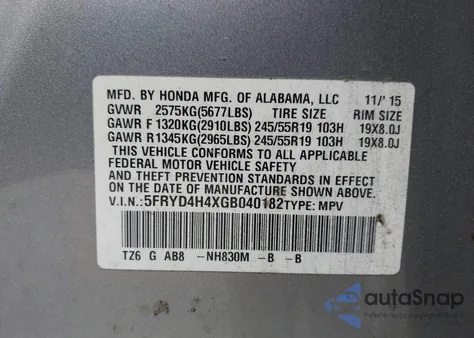 MFD. BY HONDA MFG. OF ALABAMA, LLC 11/'15
GVWR 2575KG(5677LBS) TIRE SIZE RIM SIZE
GAWR F 1320KG(2910LBS) 245/55R19 103H 19X8.0J
GAWR R1345KG(2965LBS) 245/55R19 103H 19X8.0J
THIS VEHICLE CONFORMS TO ALL APPLICABLE
FEDERAL MOTOR VEHICLE SAFETY
AND THEFT PREVENTION STANDARDS IN EFFECT
ON THE DATE OF MANUFACTURE SHOWN ABOVE.
V.I.N.: 5FRYD4H4XGB040182 TYPE: MPV
TZ6 G AB8 -NH830M -B -B
autoSnap